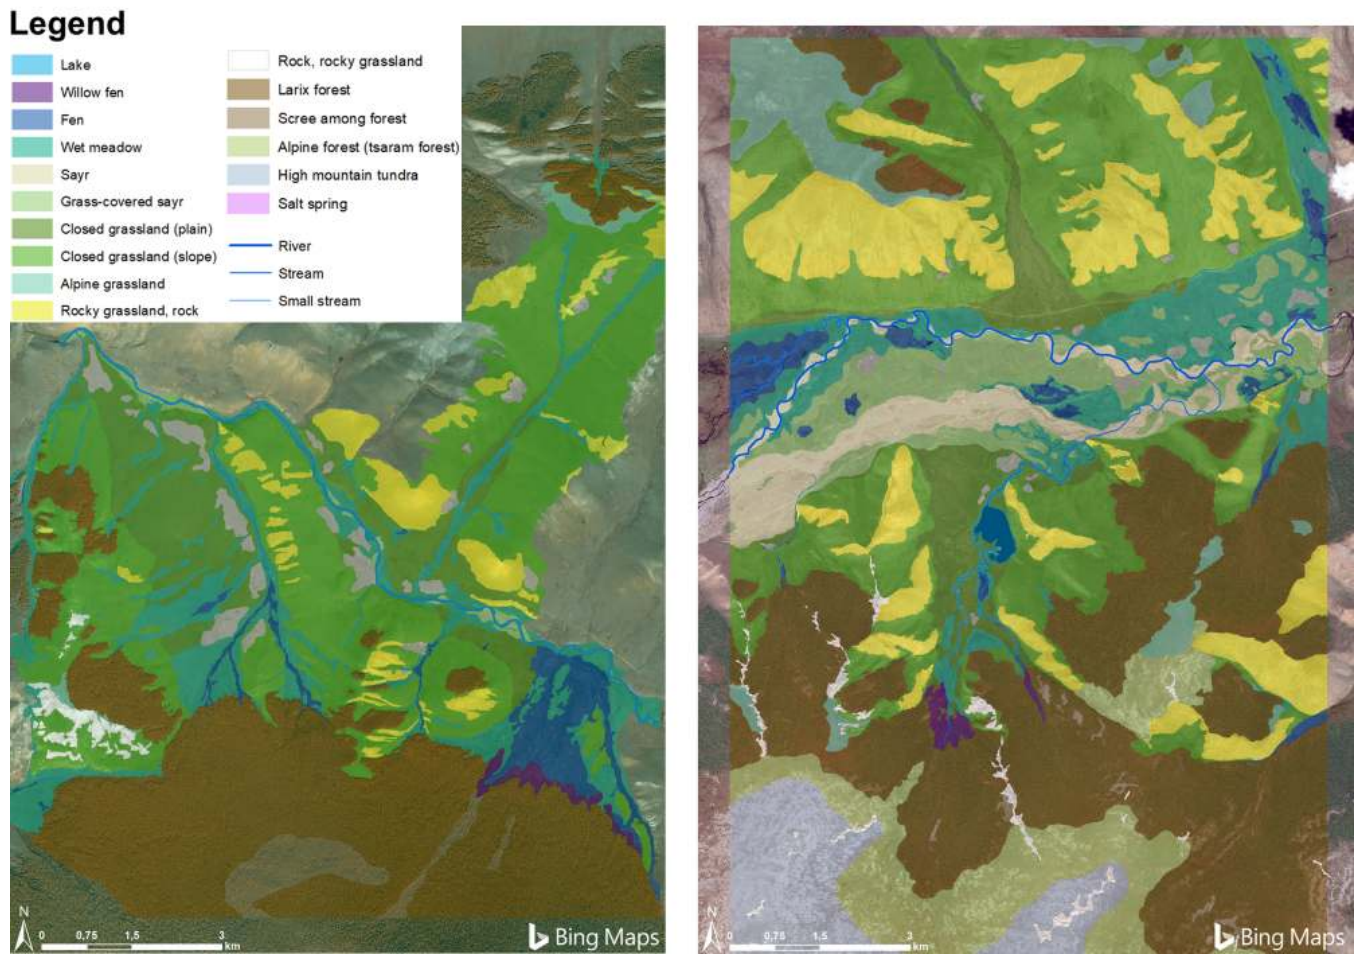 Legend
Lake
Willow fen
Fen
Wet meadow
Sayr
Grass-covered sayr
Closed grassland (plain)
Closed grassland (slope)
Alpine grassland
Rocky grassland, rock
Rock, rocky grassland
Larix forest
Scree among forest
Alpine forest (tsaram forest)
High mountain tundra
Salt spring
River
Stream
Small stream
N
0 0,75 1,5 3
km
Bing Maps
N
0 0,75 1,5 3
km
Bing Maps